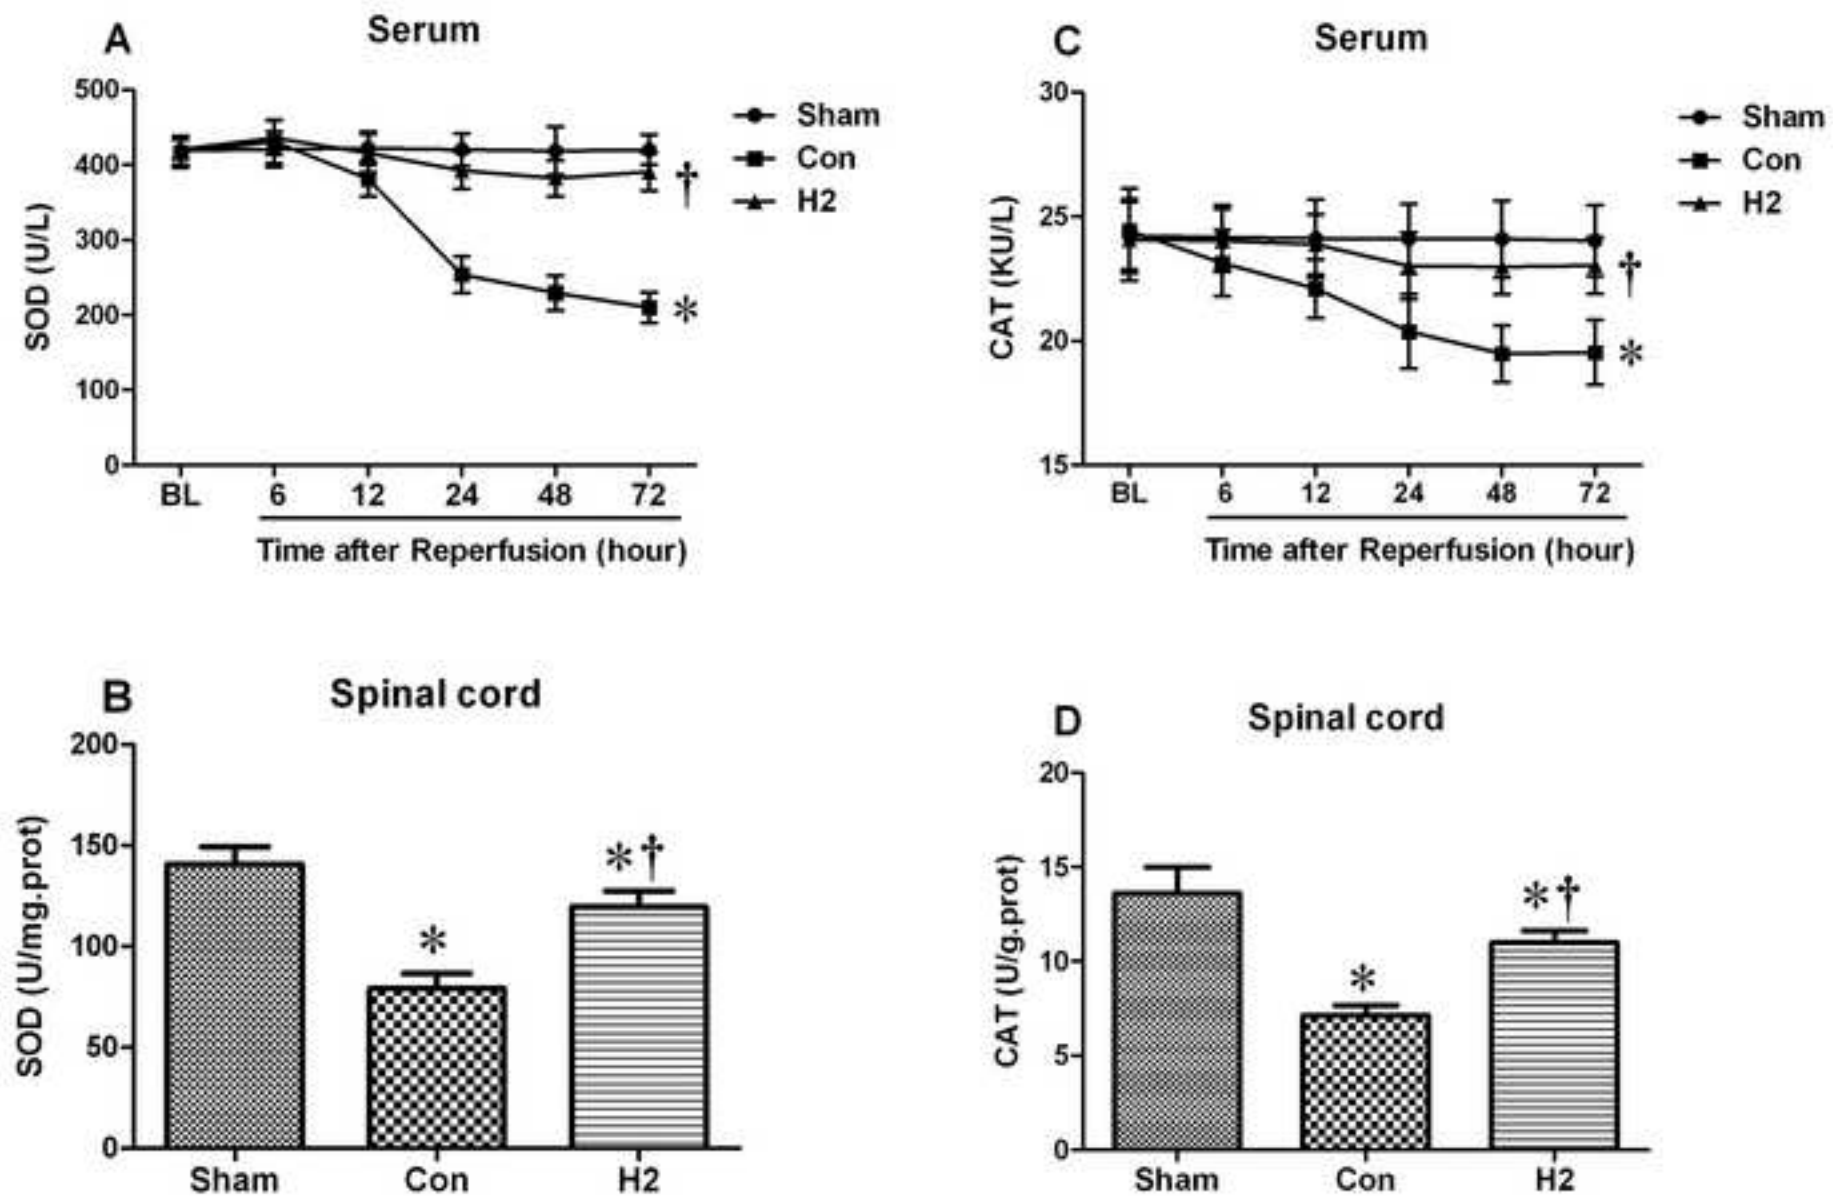 A
Serum
500
400
300
200
100
0
SOD (U/L)
BL 6 12 24 48 72
Time after Reperfusion (hour)
Sham
Con
H2
†
*
C
Serum
30
25
20
15
CAT (KU/L)
BL 6 12 24 48 72
Time after Reperfusion (hour)
Sham
Con
H2
†
*
B
Spinal cord
200
150
100
50
0
SOD (U/mg.prot)
*
*†
Sham Con H2
D
Spinal cord
20
15
10
5
0
CAT (U/g.prot)
*
*†
Sham Con H2